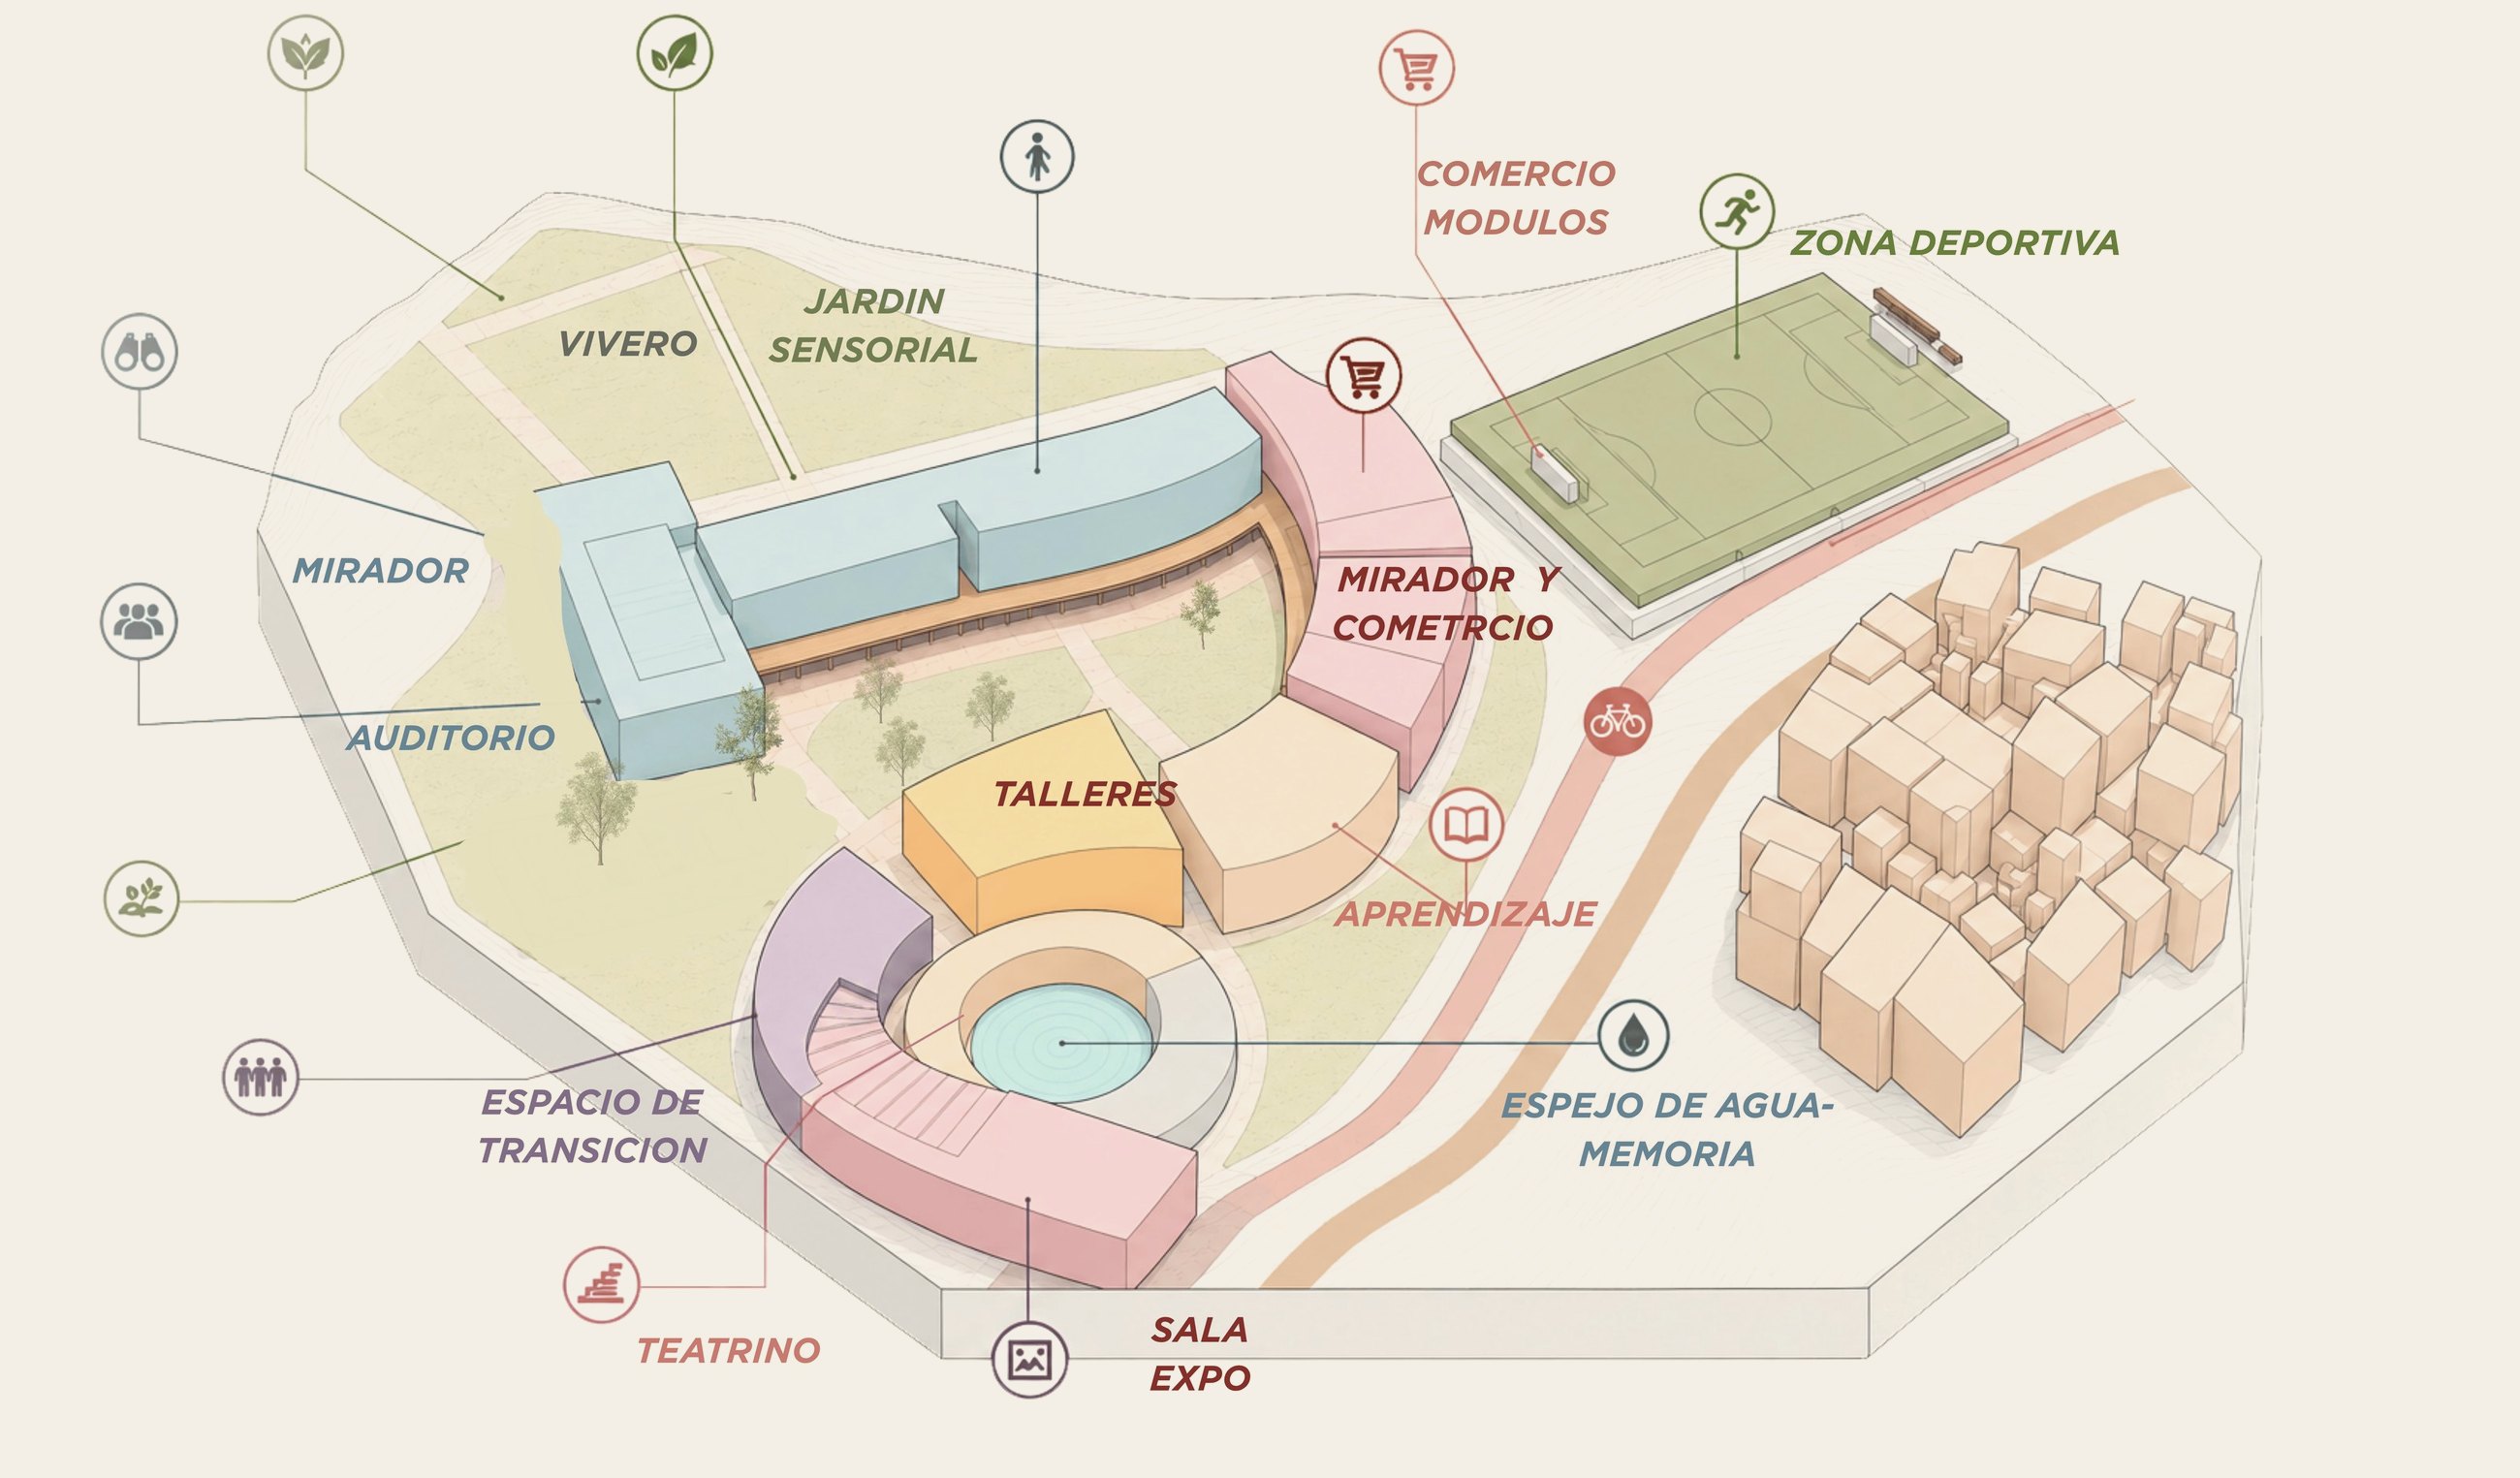 COMERCIO
MODULOS
ZONA DEPORTIVA
JARDIN
SENSORIAL
VIVERO
MIRADOR
MIRADOR Y
COMETRCIO
AUDITORIO
TALLERES
APRENDIZAJE
ESPACIO DE
TRANSICION
ESPEJO DE AGUA-
MEMORIA
TEATRINO
SALA
EXPO